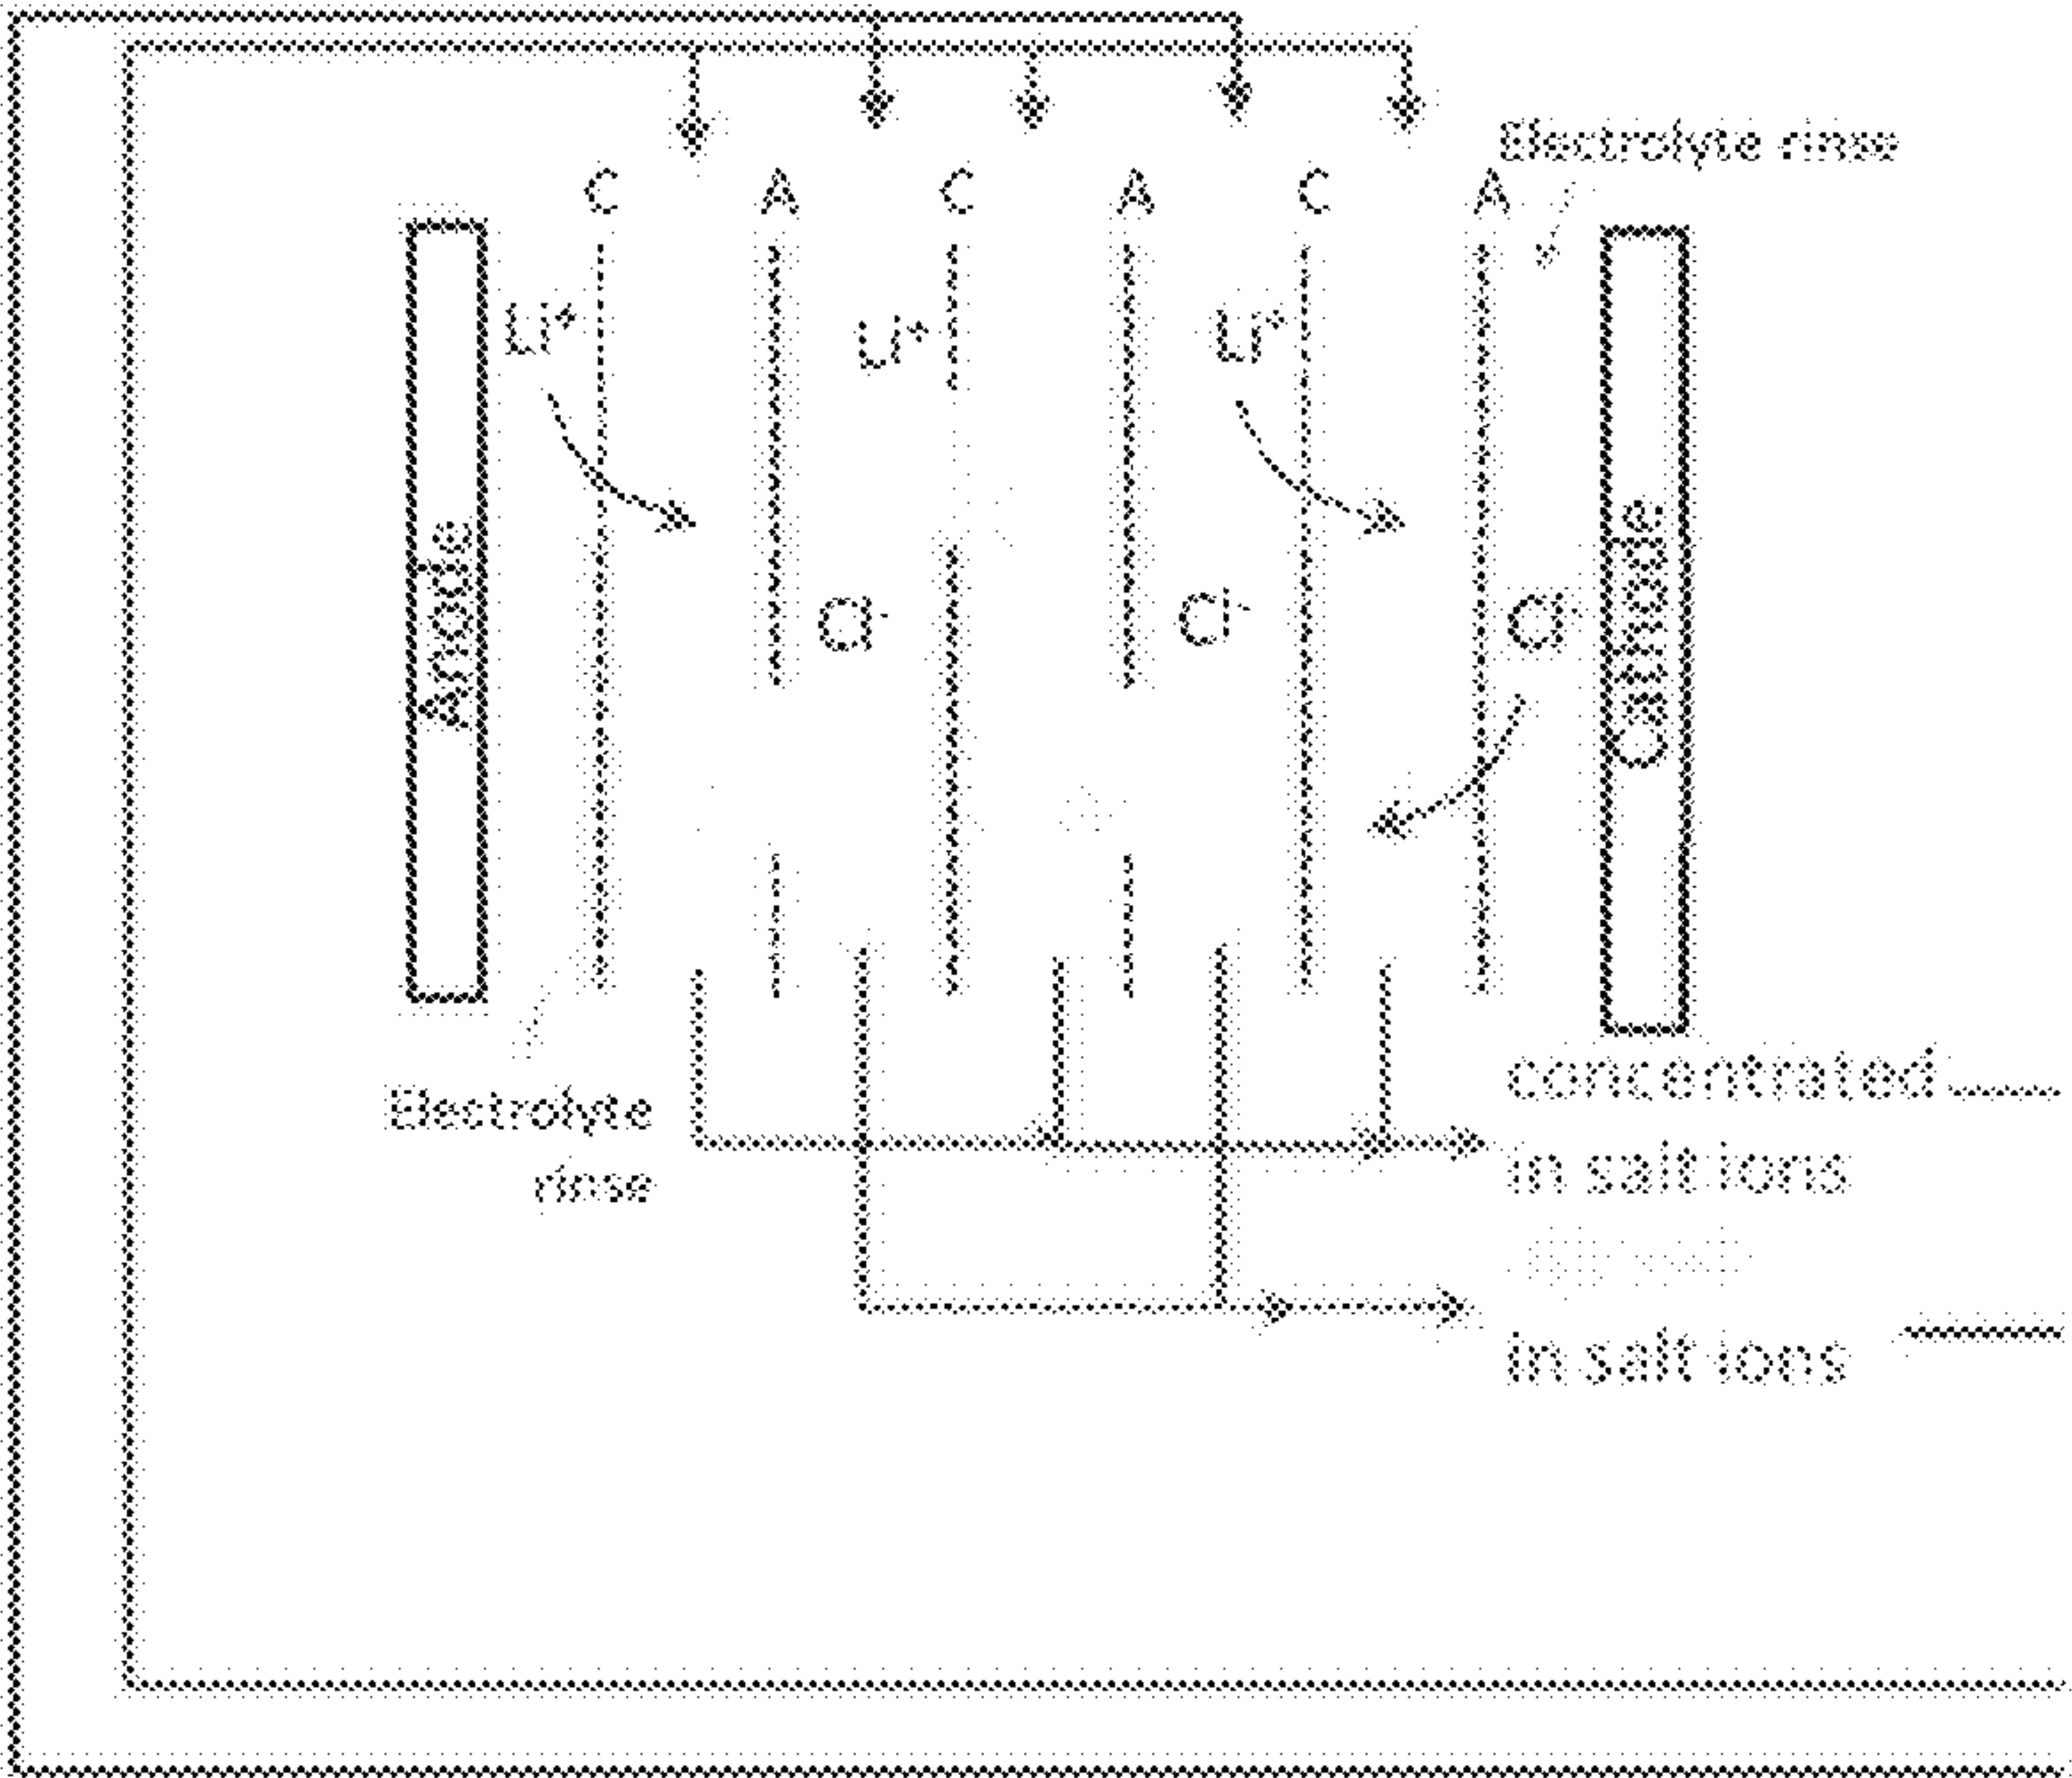 C A C A C A
Electrolyte rinse
Li⁺ Li⁺ Li⁺
Anode
Cl⁻ Cl⁻ Cl⁻
Cathode
Electrolyte
rinse
concentrated
in salt ions
in salt ions